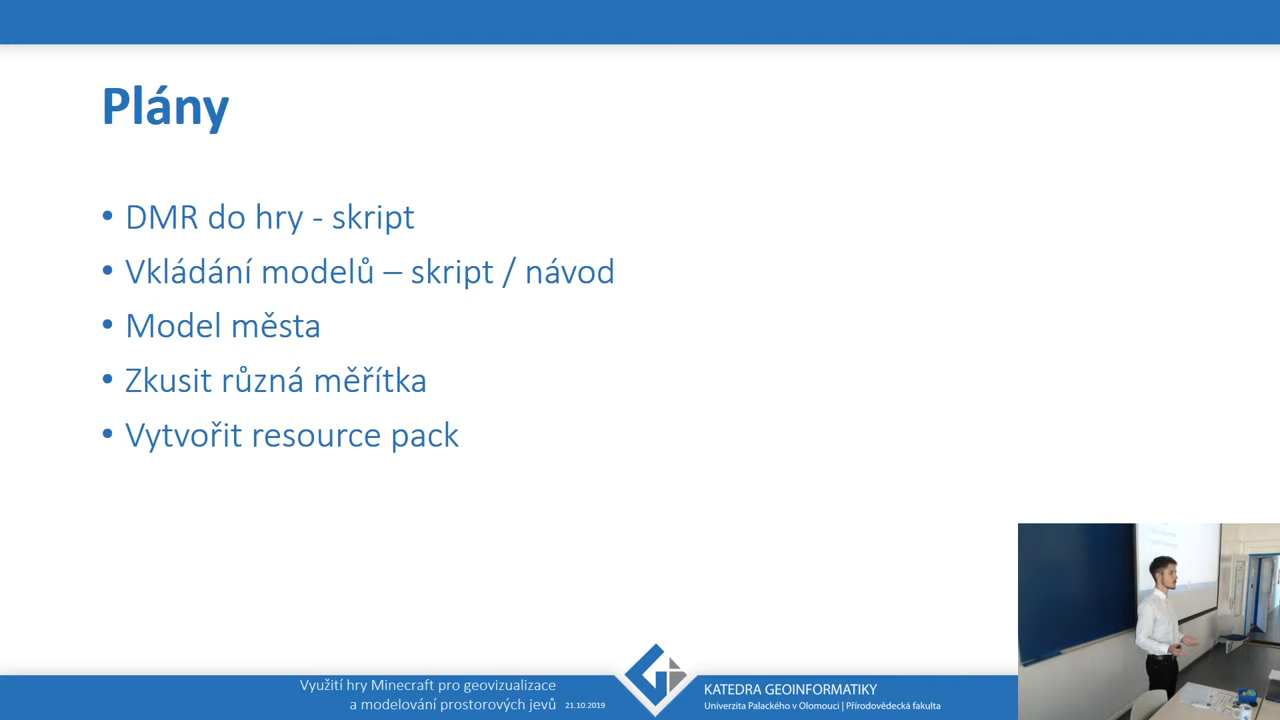 Plány
• DMR do hry - skript
• Vkládání modelů – skript / návod
• Model města
• Zkusit různá měřítka
• Vytvořit resource pack
Využití hry Minecraft pro geovizualizace
a modelování prostorových jevů 21.10.2019
KATEDRA GEOINFORMATIKY
Univerzita Palackého v Olomouci | Přírodovědecká fakulta